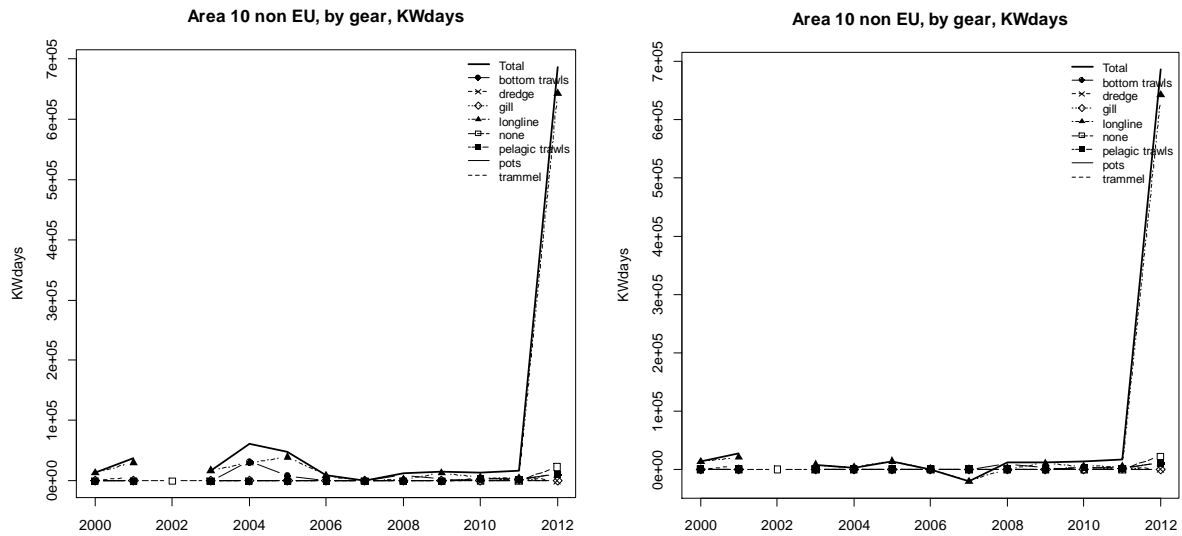 Area 10 non EU, by gear, KWdays
KWdays
7e+05
6e+05
5e+05
4e+05
3e+05
2e+05
1e+05
0e+00
Total
bottom trawls
dredge
gill
longline
none
pelagic trawls
pots
trammel
2000 2002 2004 2006 2008 2010 2012
Area 10 non EU, by gear, KWdays
KWdays
7e+05
6e+05
5e+05
4e+05
3e+05
2e+05
1e+05
0e+00
Total
bottom trawls
dredge
gill
longline
none
pelagic trawls
pots
trammel
2000 2002 2004 2006 2008 2010 2012